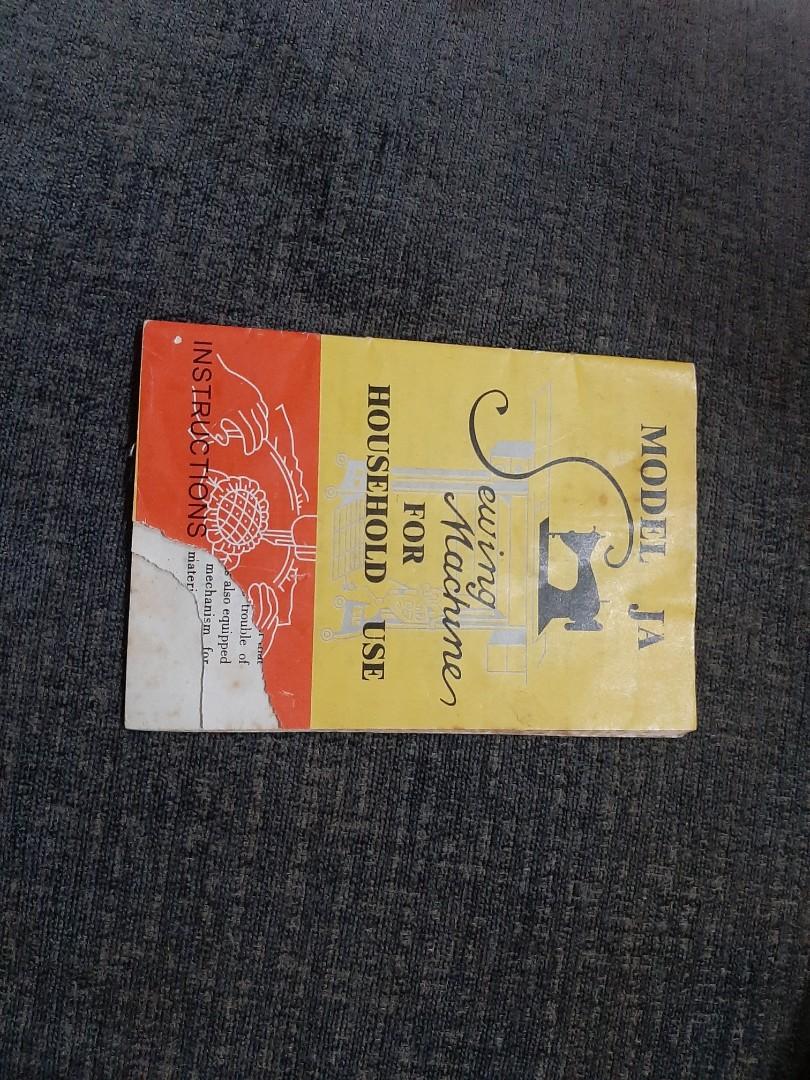 MODEL JA
Sewing
Machine
FOR
HOUSEHOLD USE
trouble of
also equipped
mechanism for
INSTRUCTIONS